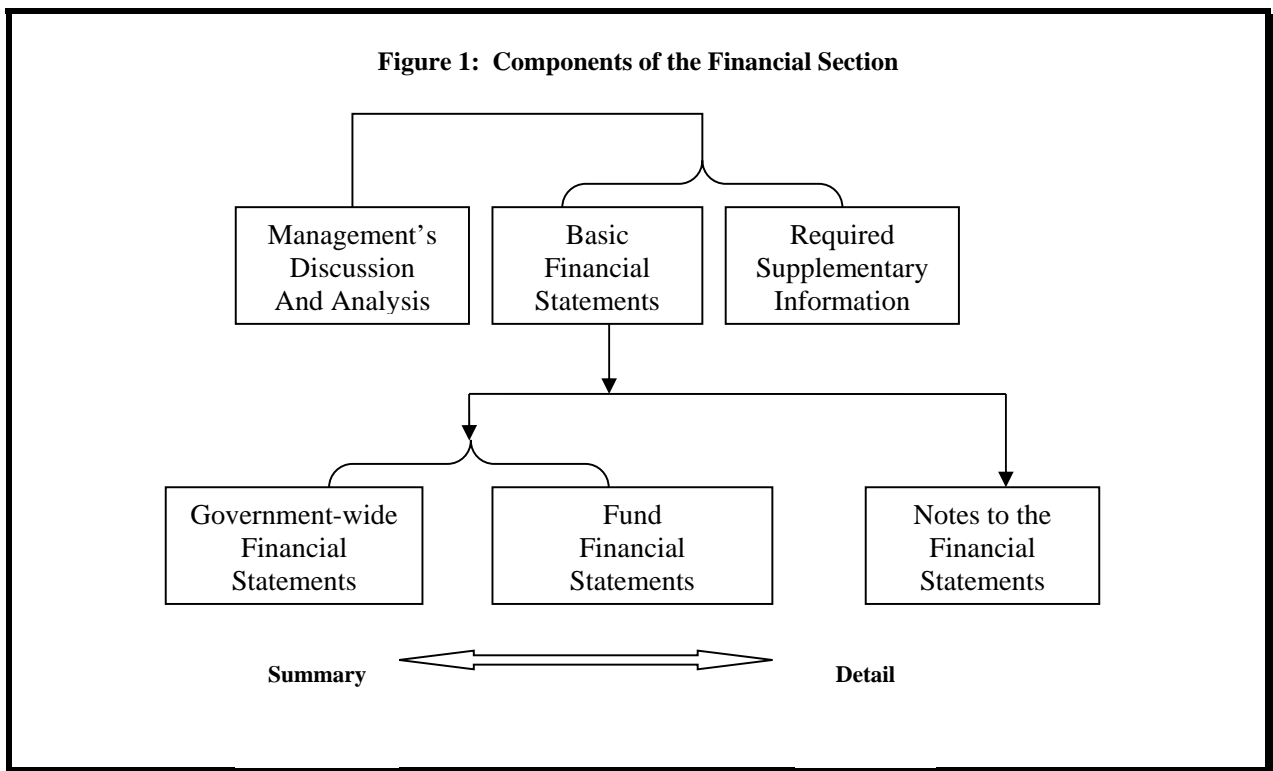 Figure 1: Components of the Financial Section
Management’s
Discussion
And Analysis
Basic
Financial
Statements
Required
Supplementary
Information
Government-wide
Financial
Statements
Fund
Financial
Statements
Notes to the
Financial
Statements
Summary
Detail